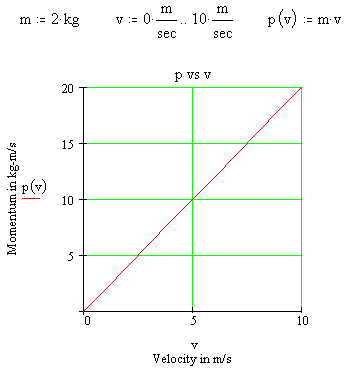 m := 2·kg v := 0·m/sec .. 10·m/sec p(v) := m·v
p vs v
20
15
10
5
Momentum in kg-m/s
p(v)
0 5 10
v
Velocity in m/s